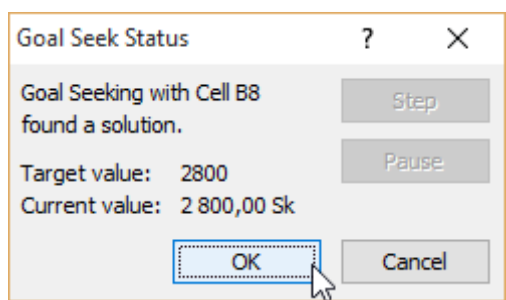 Goal Seek Status ?
Goal Seeking with Cell B8
found a solution.
Step
Pause
Target value: 2800
Current value: 2 800,00 Sk
OK Cancel